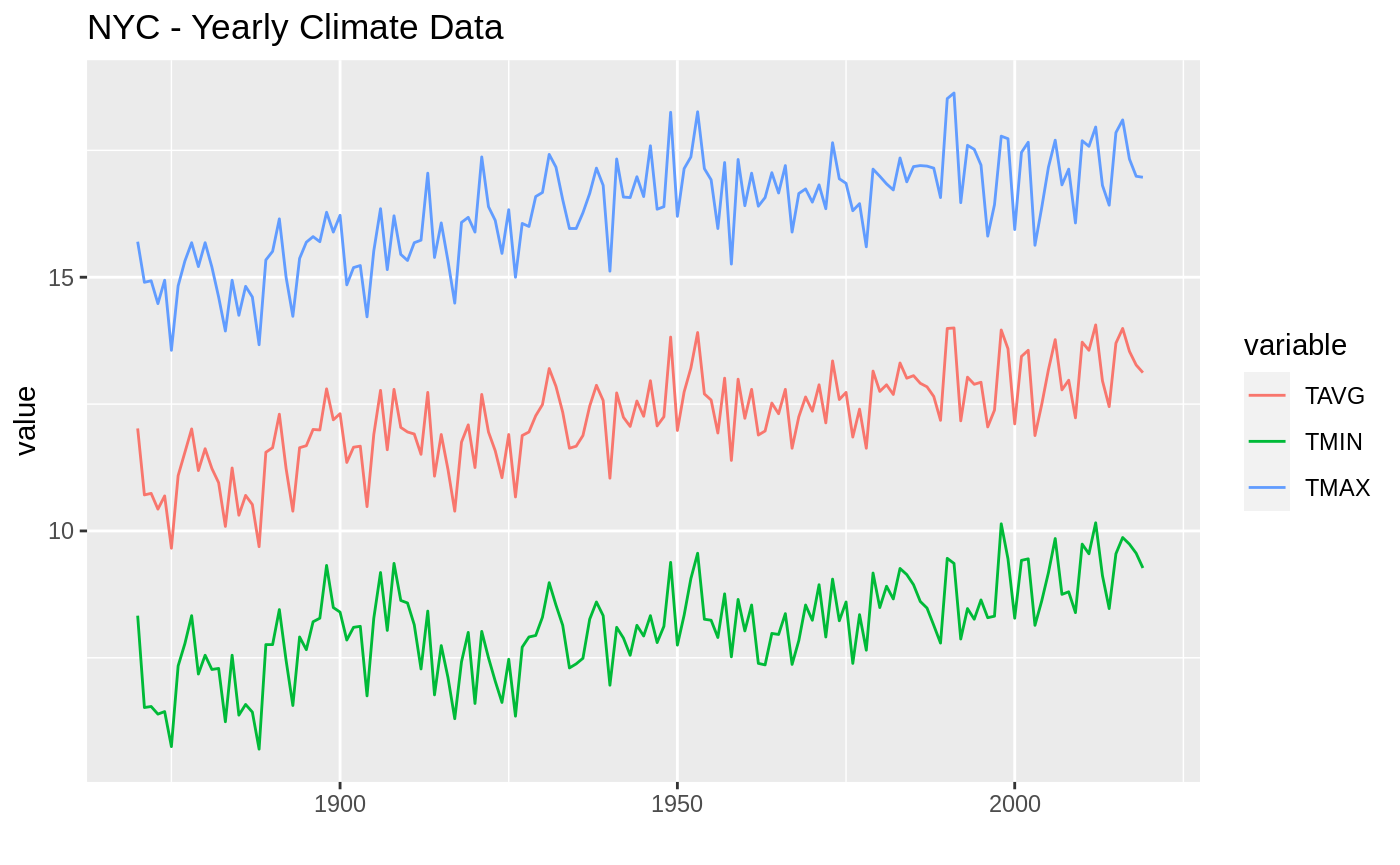 NYC - Yearly Climate Data
value
15
10
1900
1950
2000
variable
TAVG
TMIN
TMAX